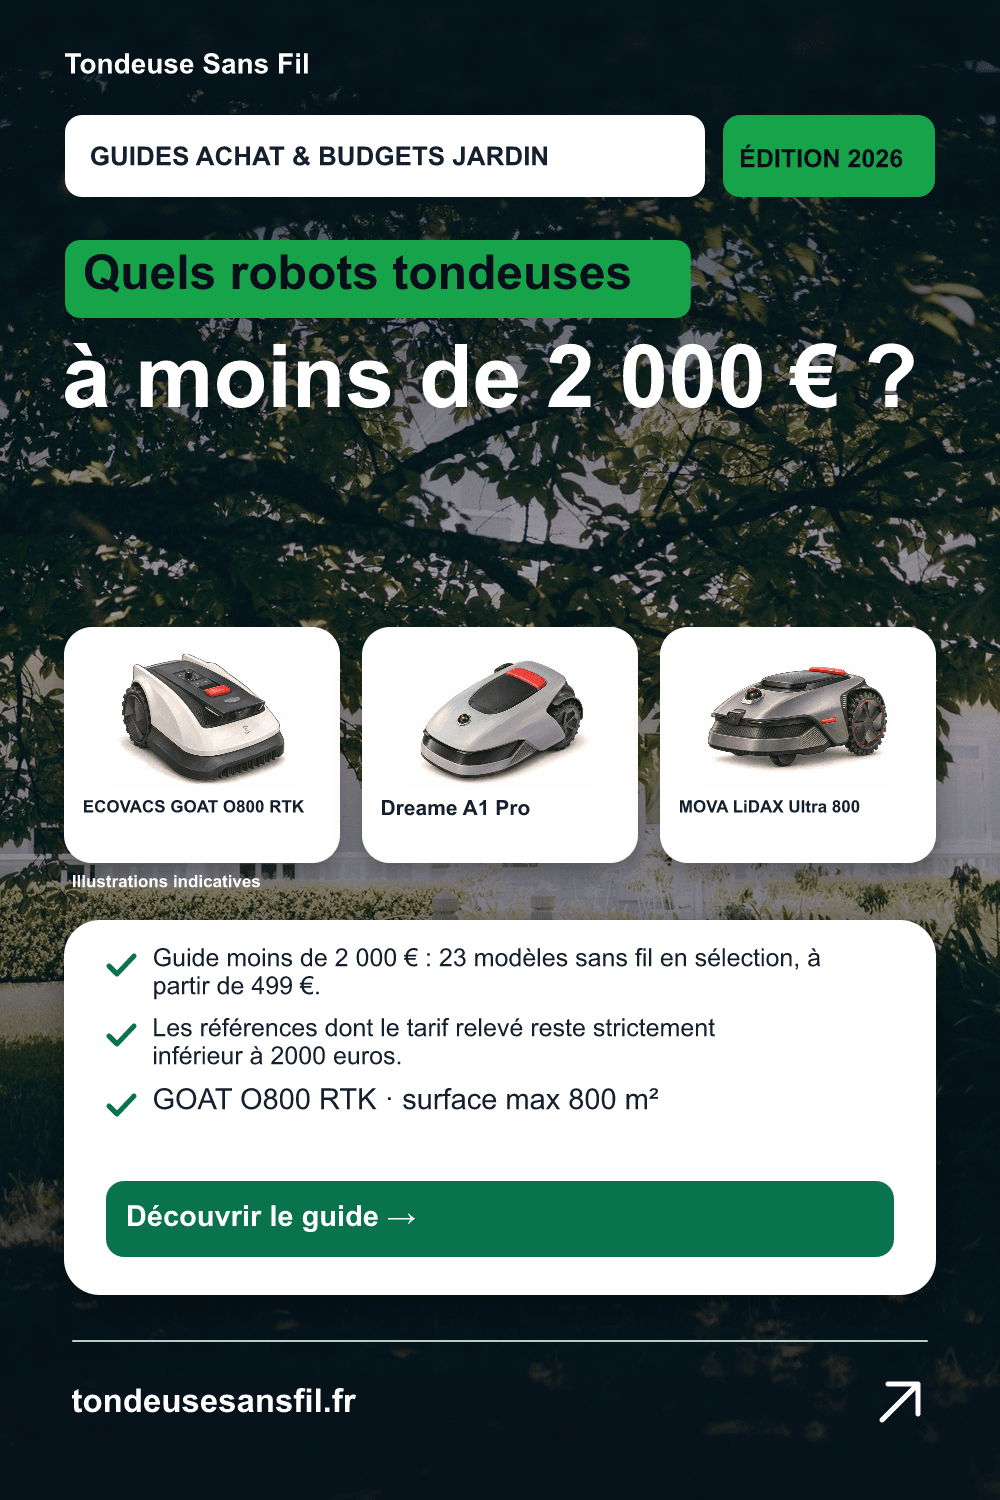 Tondeuse Sans Fil
GUIDES ACHAT & BUDGETS JARDIN
ÉDITION 2026
Quels robots tondeuses
à moins de 2 000 € ?
ECOVACS GOAT O800 RTK
Dreame A1 Pro
MOVA LiDAX Ultra 800
Illustrations indicatives
Guide moins de 2 000 € : 23 modèles sans fil en sélection, à
partir de 499 €.
Les références dont le tarif relevé reste strictement
inférieur à 2000 euros.
GOAT O800 RTK · surface max 800 m²
Découvrir le guide →
tondeusesansfil.fr